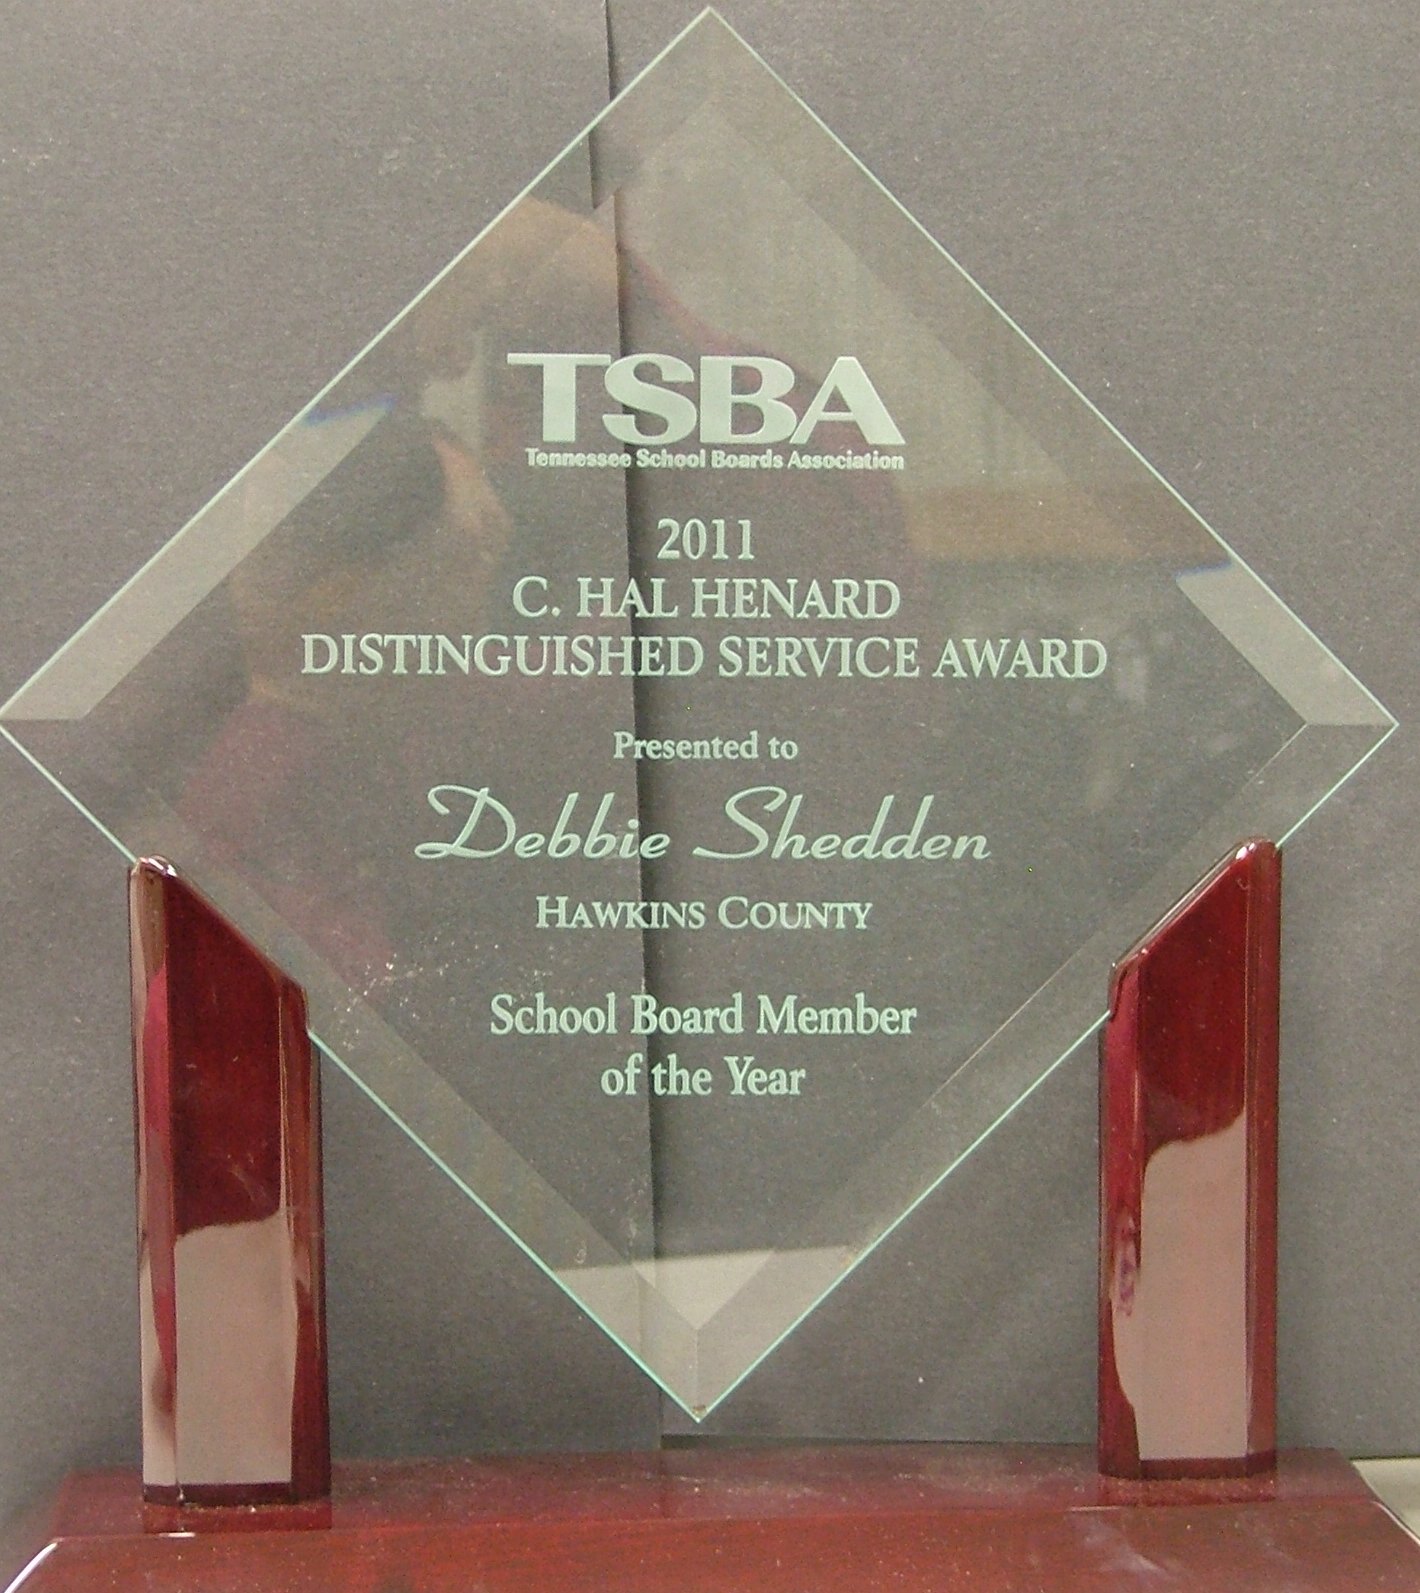 TSBA
Tennessee School Boards Association
2011
C. HAL HENARD
DISTINGUISHED SERVICE AWARD
Presented to
Debbie Shedden
HAWKINS COUNTY
School Board Member
of the Year